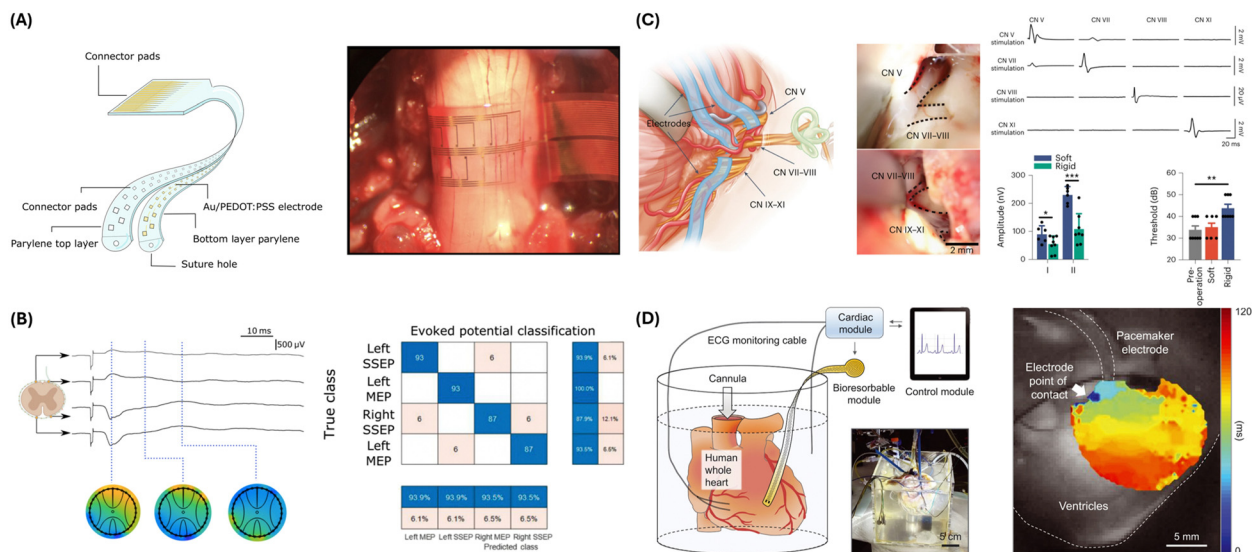 (A)
Connector pads
Connector pads
Parylene top layer
Au/PEDOT:PSS electrode
Bottom layer parylene
Suture hole
(B)
10 ms
500 μV
Evoked potential classification
True class
Left
SSEP
Left
MEP
Right
SSEP
Left
MEP
93
6
93.9%
6.1%
93
100.0%
6
87
87.9%
12.1%
6
87
93.5%
6.5%
93.9%
93.9%
93.5%
93.5%
6.1%
6.1%
6.5%
6.5%
Left MEP
Left SSEP
Right MEP
Right SSEP
Predicted class
(C)
Electrodes
CN V
CN VII–VIII
CN IX–XI
CN V
CN VII–VIII
CN VII–VIII
CN IX–XI
2 mm
CN V
CN VII
CN VIII
CN XI
CN V
stimulation
2 mV
CN VII
stimulation
2 mV
CN VIII
stimulation
20 μV
CN XI
stimulation
2 mV
20 ms
Soft
Rigid
Amplitude (nV)
300
200
100
0
*
***
I
II
Threshold (dB)
60
50
40
30
20
**
Pre-
operation
Soft
Rigid
(D)
ECG monitoring cable
Cardiac
module
Control module
Bioresorbable
module
Cannula
Human
whole
heart
5 cm
Pacemaker
electrode
Electrode
point of
contact
Ventricles
5 mm
120
(ms)
0